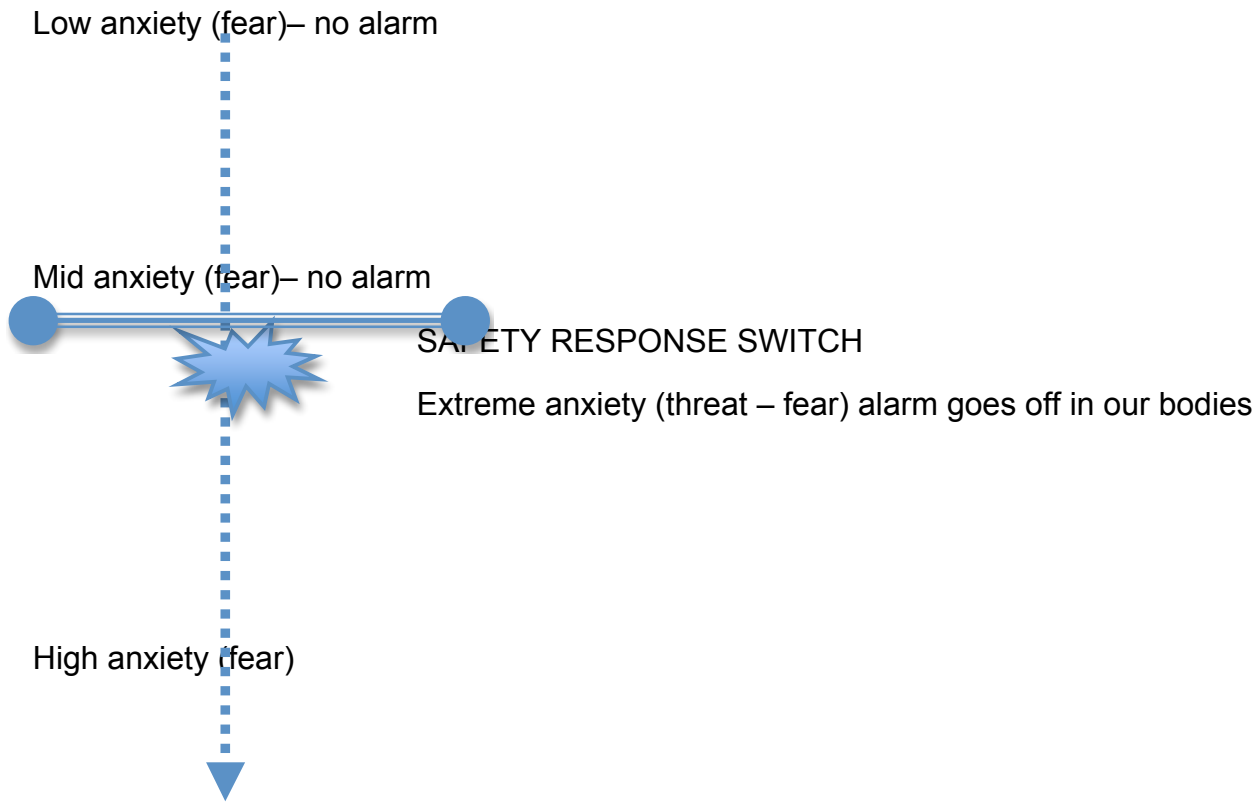 Low anxiety (fear)– no alarm
Mid anxiety (fear)– no alarm
SAFETY RESPONSE SWITCH
Extreme anxiety (threat – fear) alarm goes off in our bodies
High anxiety (fear)